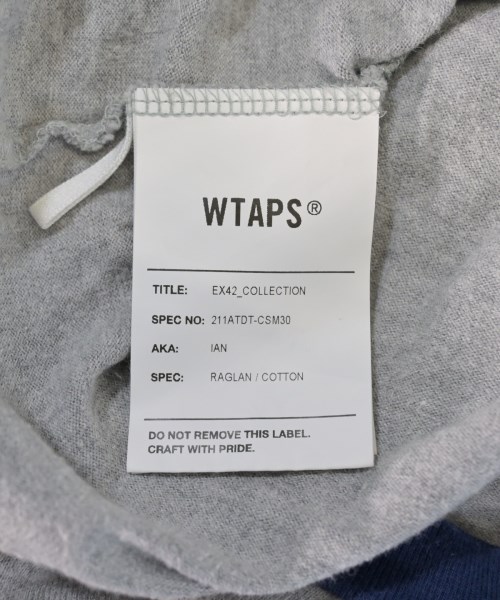 WTAPS®
TITLE: EX42_COLLECTION
SPEC NO: 211ATDT-CSM30
AKA: IAN
SPEC: RAGLAN / COTTON
DO NOT REMOVE THIS LABEL.
CRAFT WITH PRIDE.